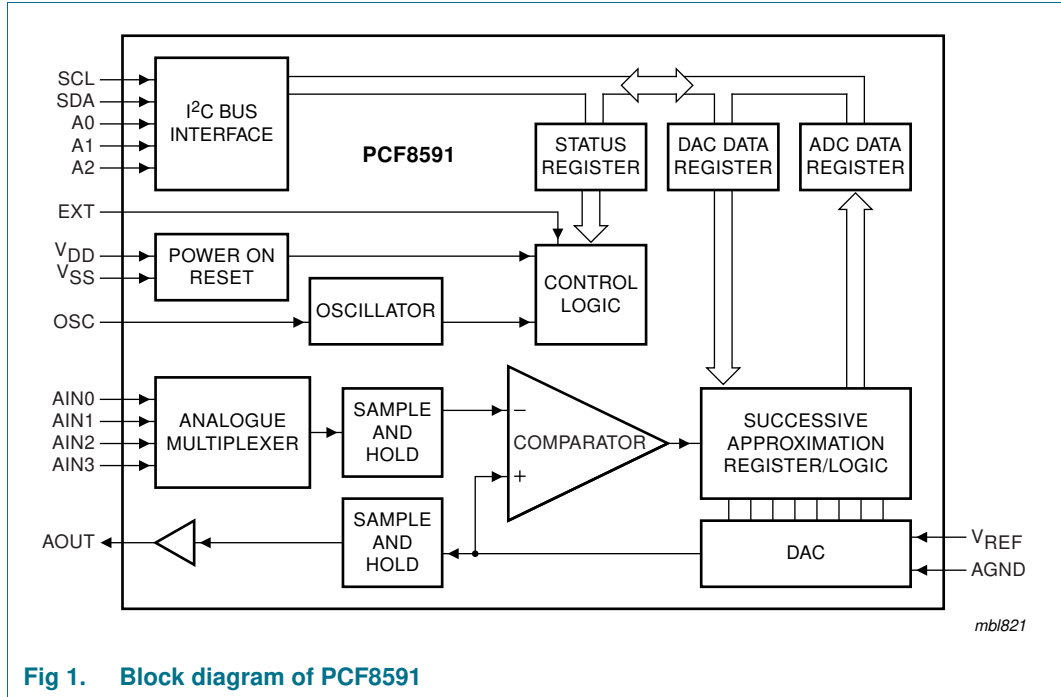 SCL
SDA
A0
A1
A2
I²C BUS
INTERFACE
PCF8591
STATUS
REGISTER
DAC DATA
REGISTER
ADC DATA
REGISTER
EXT
VDD
VSS
POWER ON
RESET
OSC
OSCILLATOR
CONTROL
LOGIC
AIN0
AIN1
AIN2
AIN3
ANALOGUE
MULTIPLEXER
SAMPLE
AND
HOLD
−
COMPARATOR
+
SUCCESSIVE
APPROXIMATION
REGISTER/LOGIC
AOUT
SAMPLE
AND
HOLD
DAC
VREF
AGND
mbl821
Fig 1. Block diagram of PCF8591